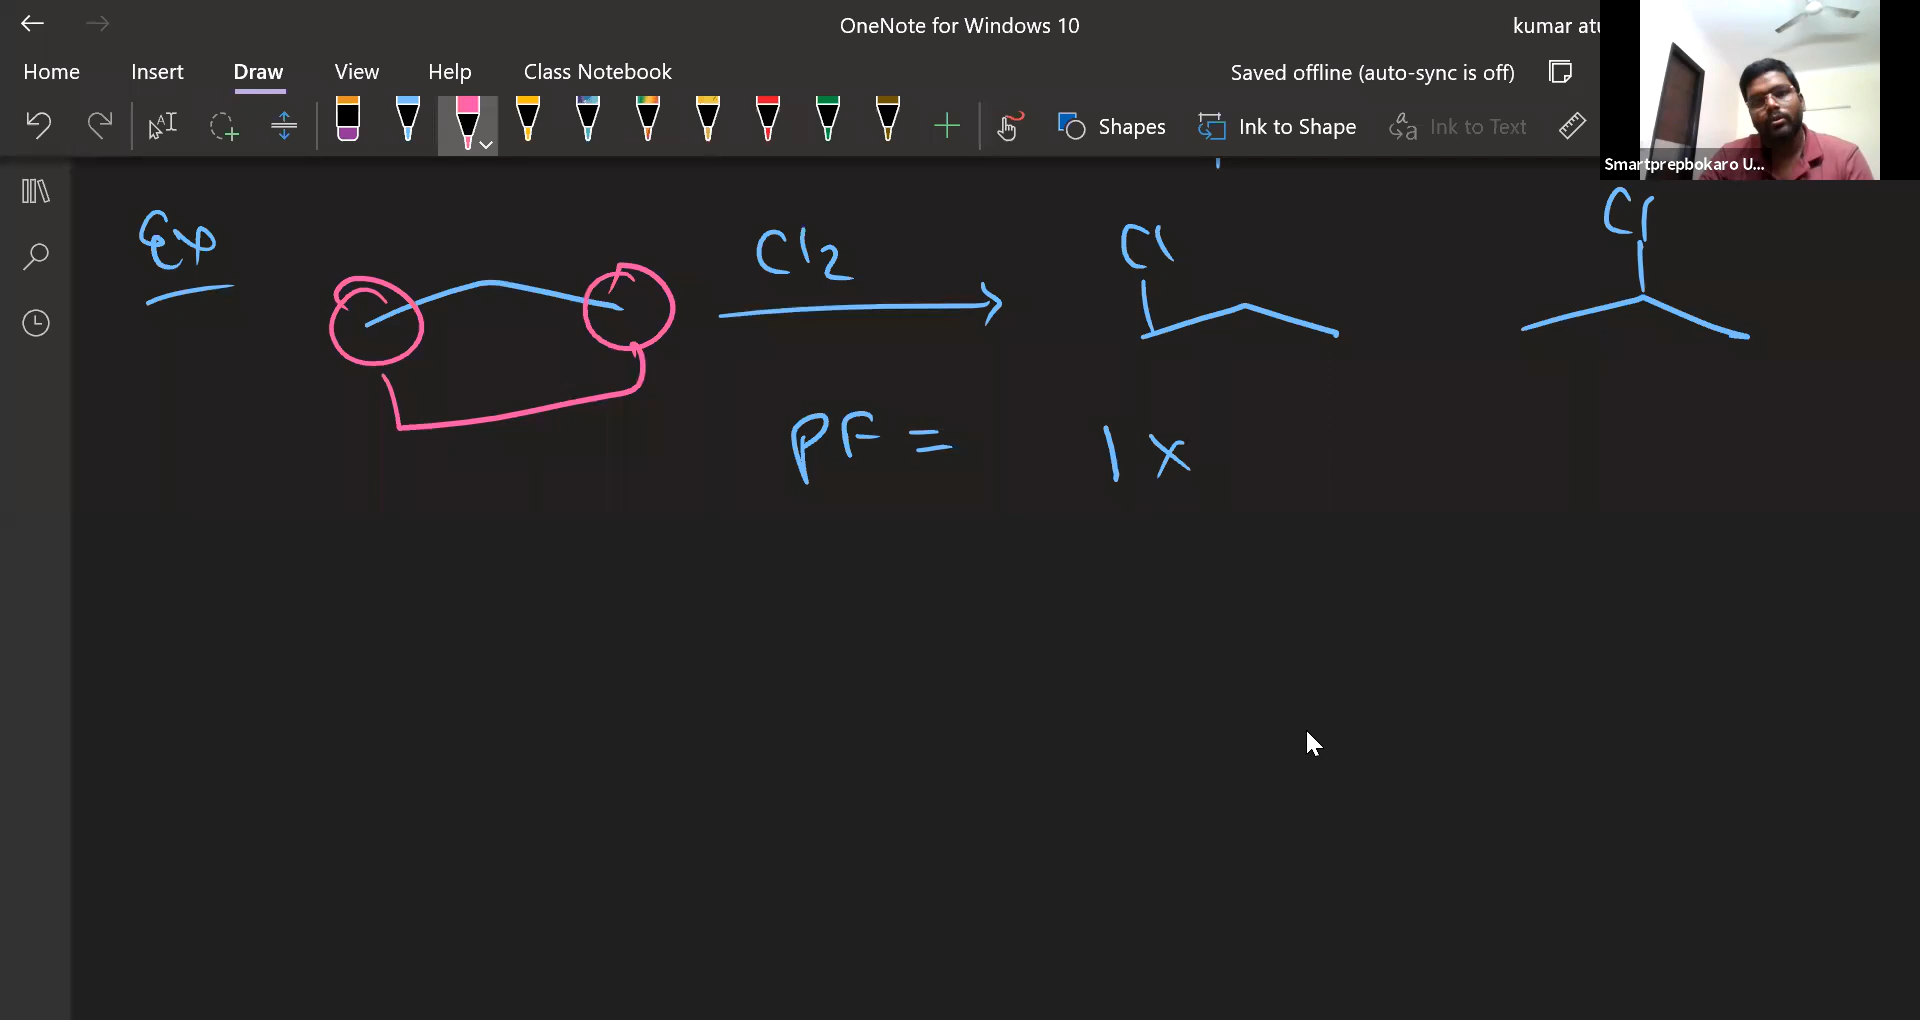 OneNote for Windows 10
kumar atu
Home Insert Draw View Help Class Notebook
Saved offline (auto-sync is off)
Shapes Ink to Shape Ink to Text
Smartprepbokaro U...
Exp
Cl2
Cl
Cl
PF = 1 x